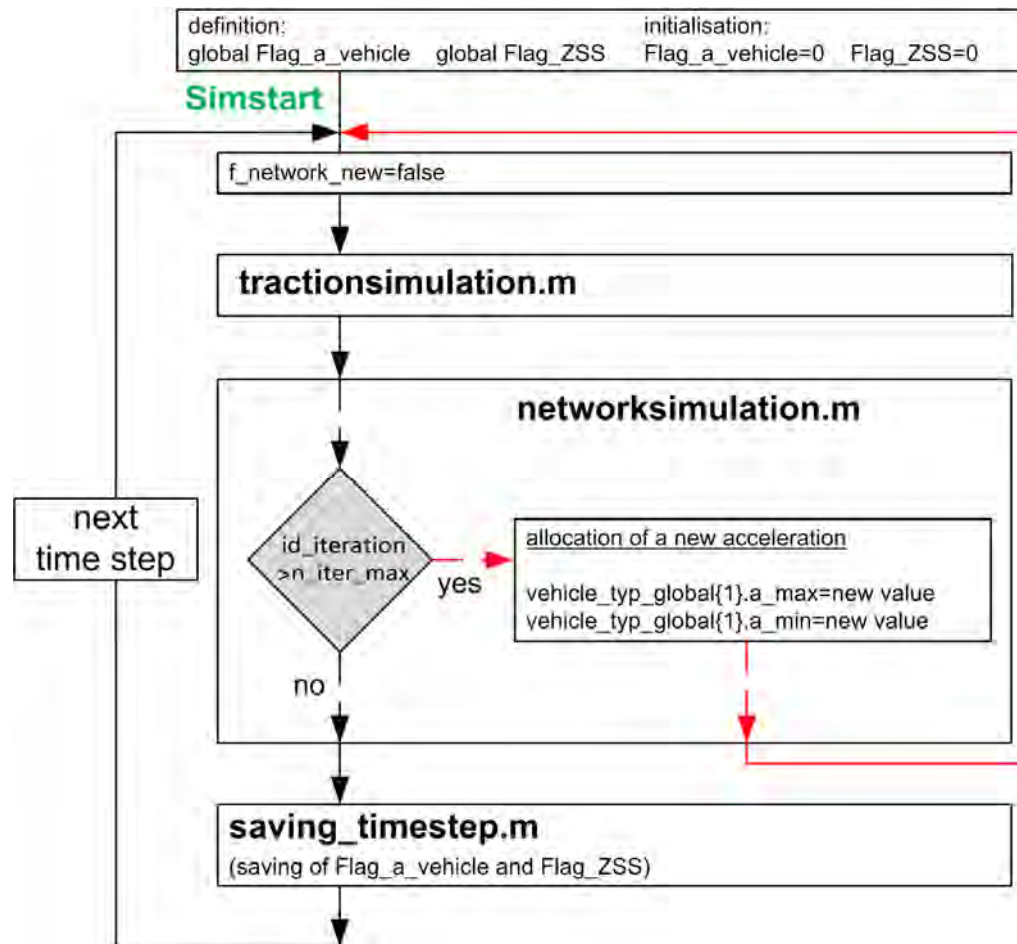 definition: initialisation:
global Flag_a_vehicle global Flag_ZSS Flag_a_vehicle=0 Flag_ZSS=0
Simstart
f_network_new=false
tractionsimulation.m
networksimulation.m
next
time step
id_iteration
>n_iter_max
yes
no
allocation of a new acceleration
vehicle_typ_global{1}.a_max=new value
vehicle_typ_global{1}.a_min=new value
saving_timestep.m
(saving of Flag_a_vehicle and Flag_ZSS)